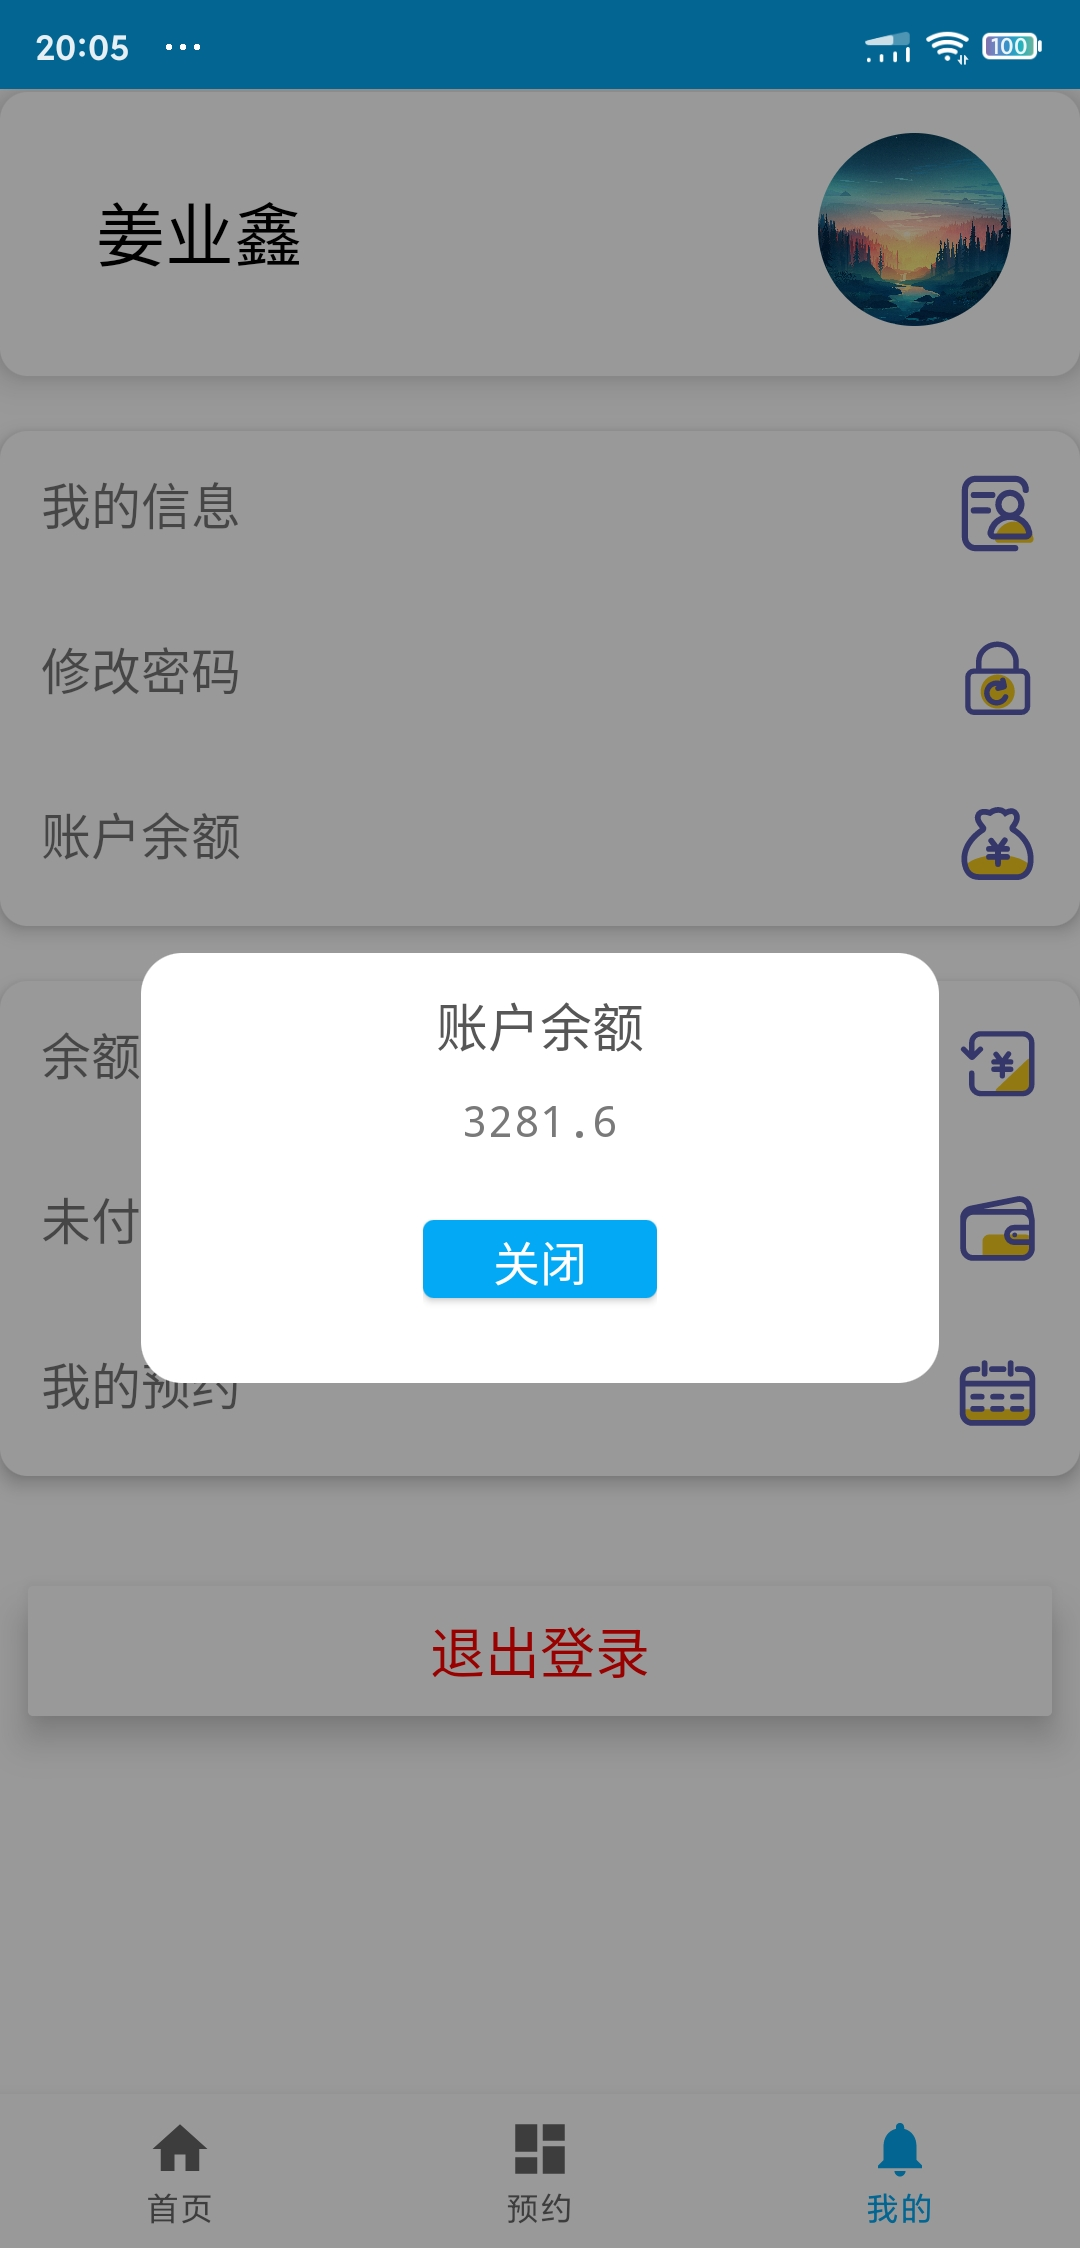 20:05 ...
100
姜业鑫
我的信息
修改密码
账户余额
账户余额
余额
3281.6
未付
关闭
我的预约
退出登录
首页 预约 我的